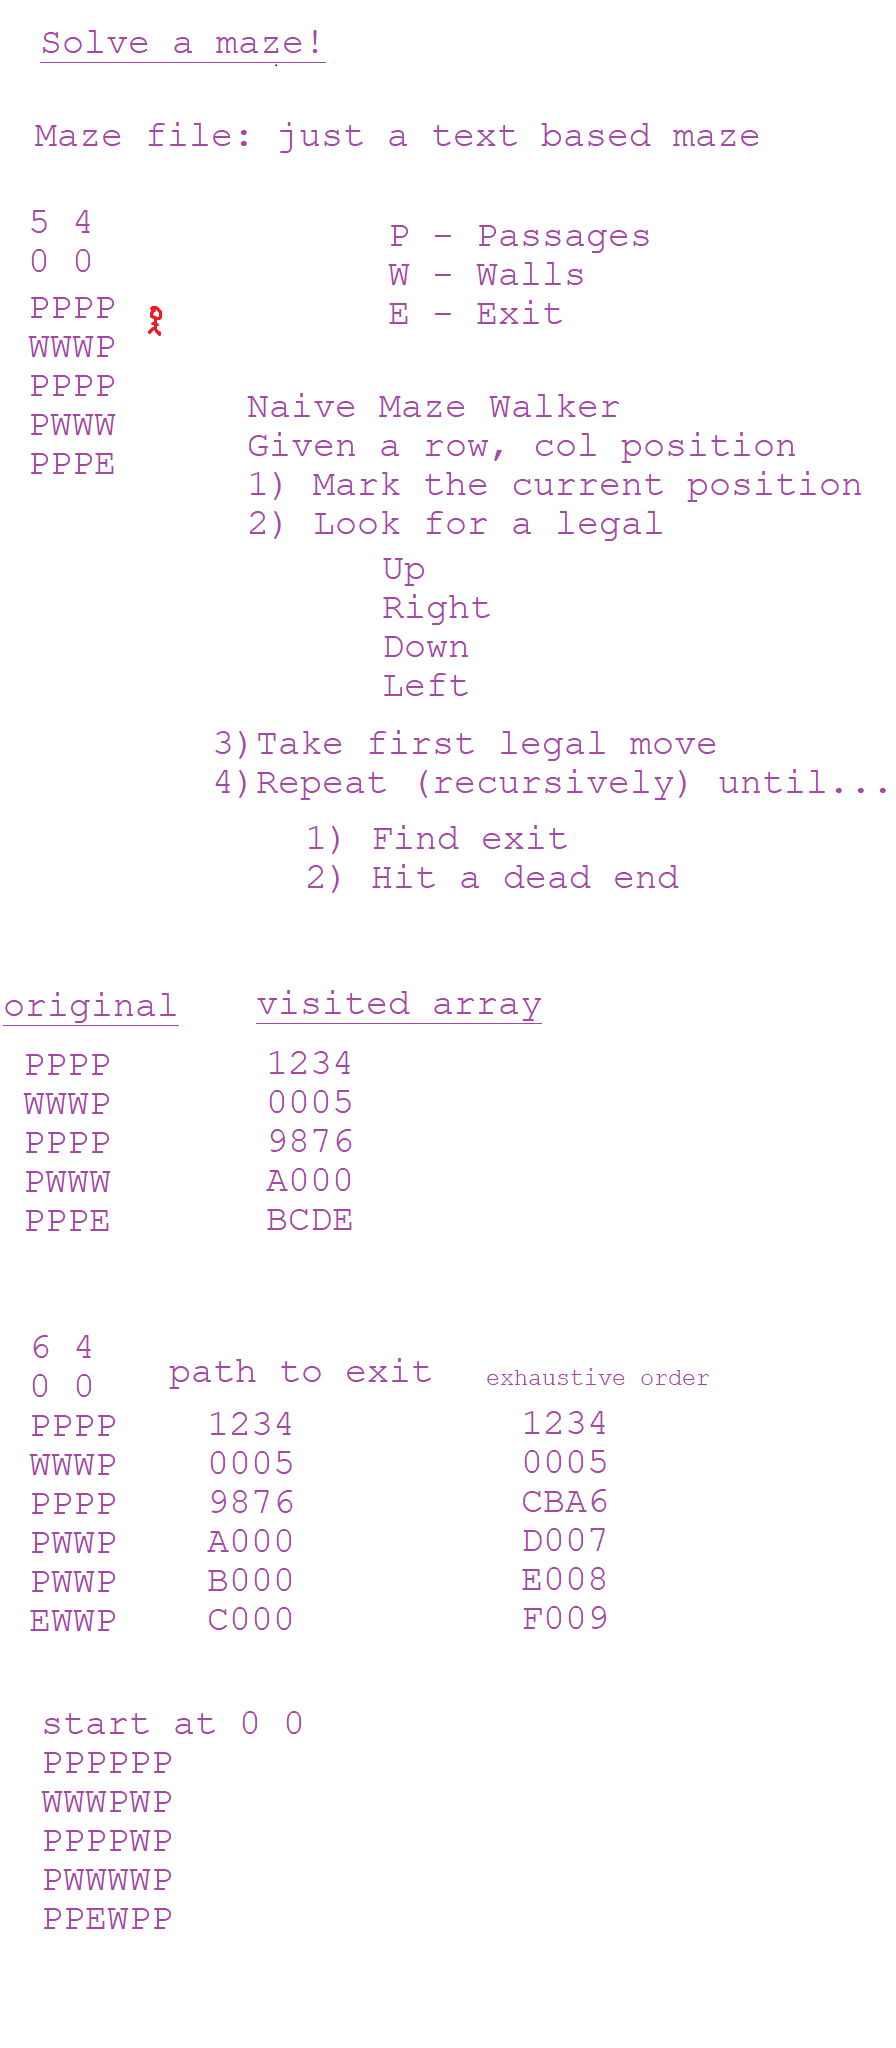 Solve a maze!
Maze file: just a text based maze
5 4
0 0
PPPP
WWWP
PPPP
PWWW
PPPE
P - Passages
W - Walls
E - Exit
Naive Maze Walker
Given a row, col position
1) Mark the current position
2) Look for a legal
Up
Right
Down
Left
3)Take first legal move
4)Repeat (recursively) until...
1) Find exit
2) Hit a dead end
original
PPPP
WWWP
PPPP
PWWW
PPPE
visited array
1234
0005
9876
A000
BCDE
6 4
0 0
PPPP
WWWP
PPPP
PWWP
PWWP
EWWP
path to exit
1234
0005
9876
A000
B000
C000
exhaustive order
1234
0005
CBA6
D007
E008
F009
start at 0 0
PPPPPP
WWWPWP
PPPPWP
PWWWWP
PPEWPP